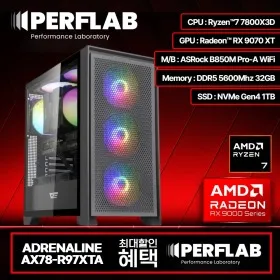 PERFLAB
Performance Laboratory
CPU : Ryzen™7 7800X3D
GPU : Radeon™ RX 9070 XT
M/B : ASRock B850M Pro-A WiFi
Memory : DDR5 5600Mhz 32GB
SSD : NVMe Gen4 1TB
AMD
RYZEN
7
AMD
RADEON
RX 9000 Series
ADRENALINE
AX78-R97XTA
최대할인
혜택
PERFLAB
Performance Laboratory